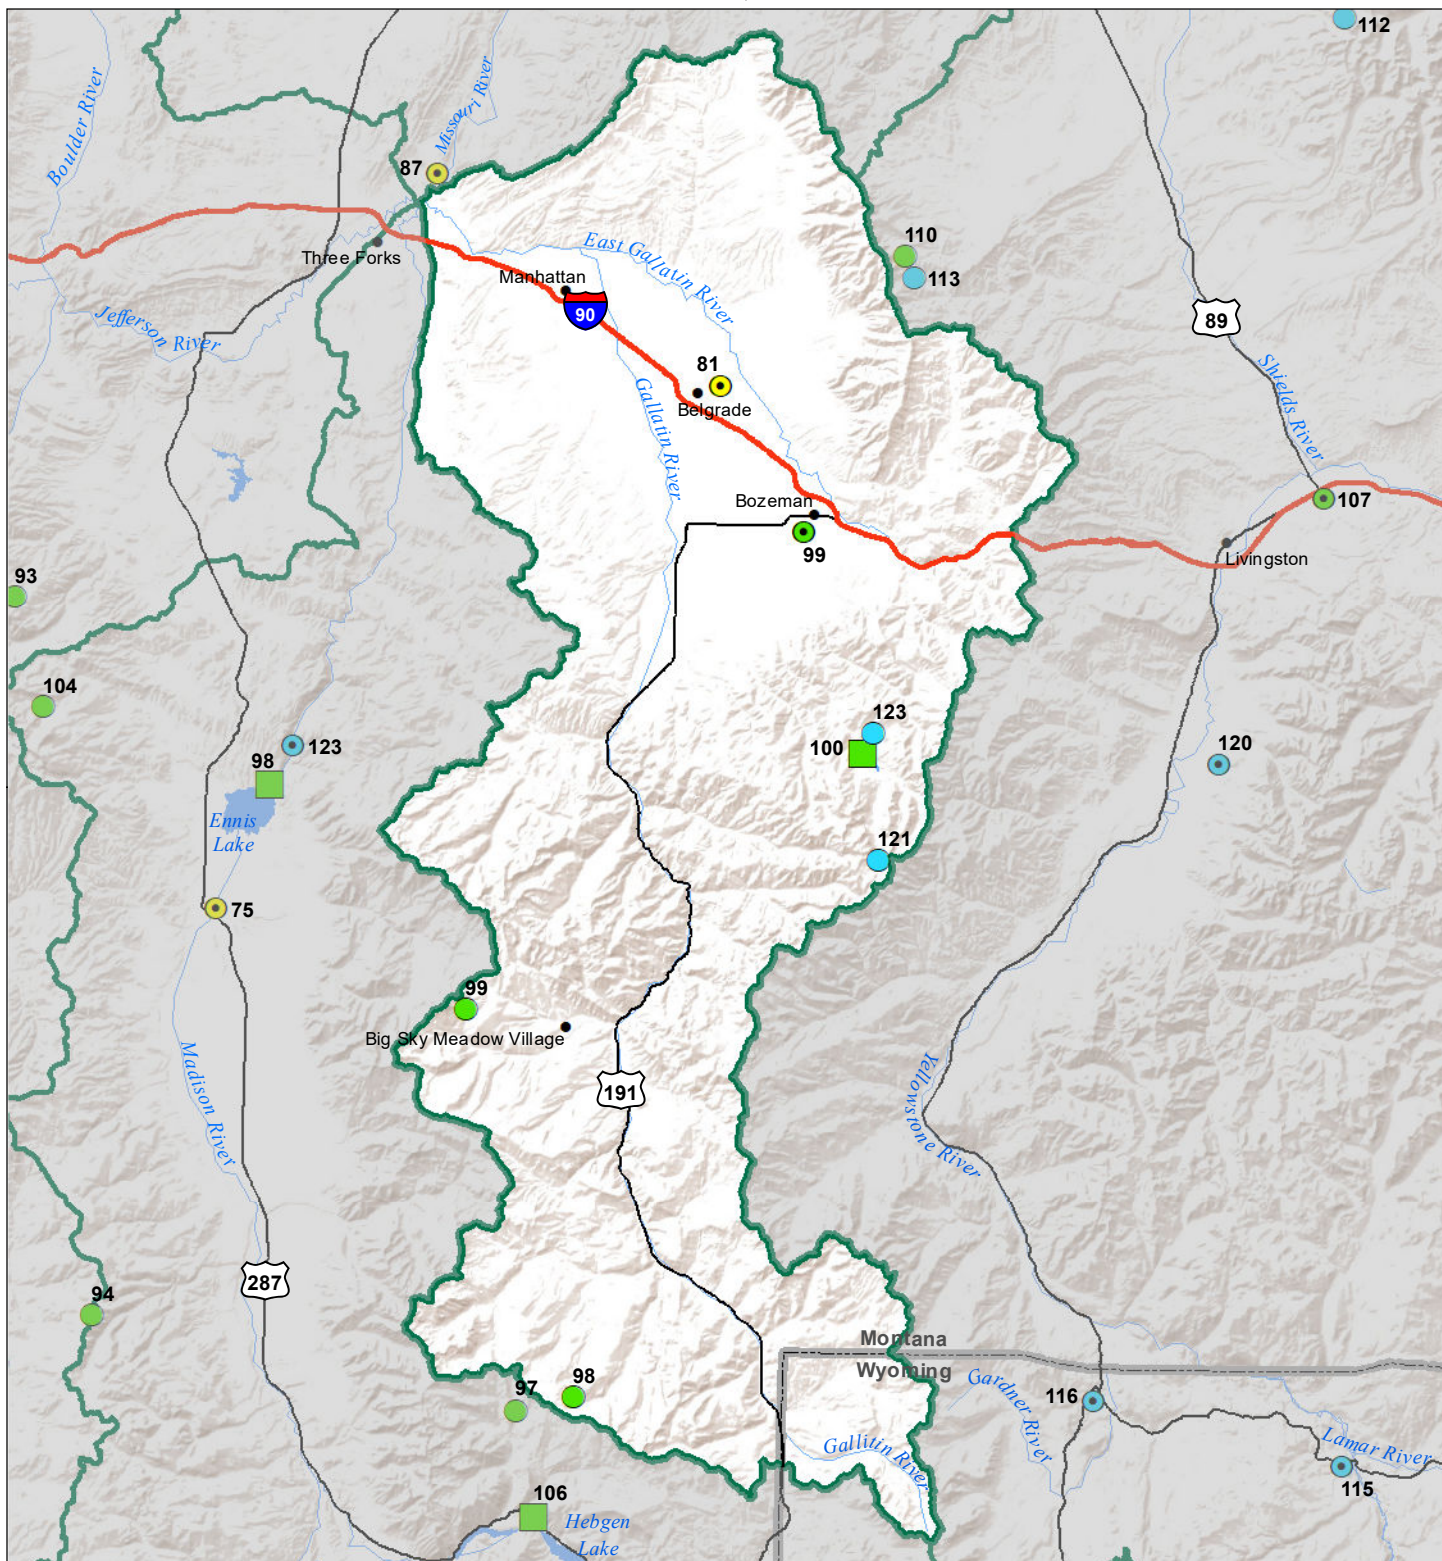 112
Boulder River
Missouri River
87
110
113
East Gallatin River
Three Forks
Manhattan
90
89
Jefferson River
81
Belgrade
Gallatin River
Shields River
Bozeman
99
107
Livingston
93
104
123
98
Ennis
Lake
123
100
120
121
75
99
Big Sky Meadow Village
Madison River
191
Yellowstone River
287
94
Montana
Wyoming
97
98
Gardner River
116
Gallitin River
Lamar River
115
106
Hebgen
Lake